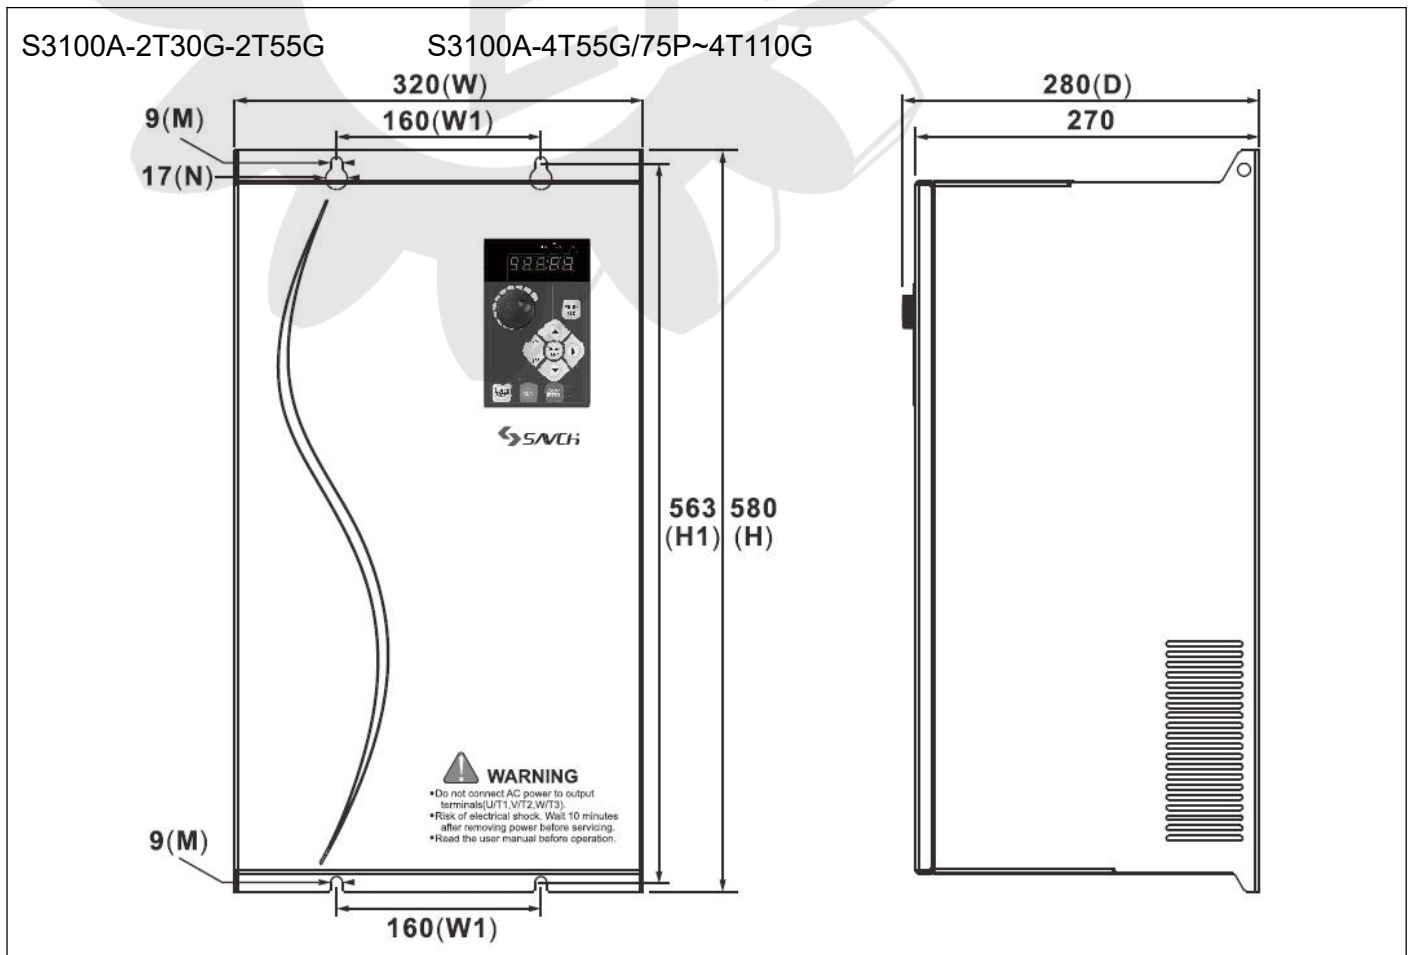 S3100A-2T30G-2T55G S3100A-4T55G/75P~4T110G
320(W)
280(D)
9(M)
160(W1)
270
17(N)
SAVCH
563 580
(H1) (H)
WARNING
•Do not connect AC power to output
terminals(U/T1,V/T2,W/T3).
•Risk of electrical shock. Wait 10 minutes
after removing power before servicing.
•Read the user manual before operation.
9(M)
160(W1)